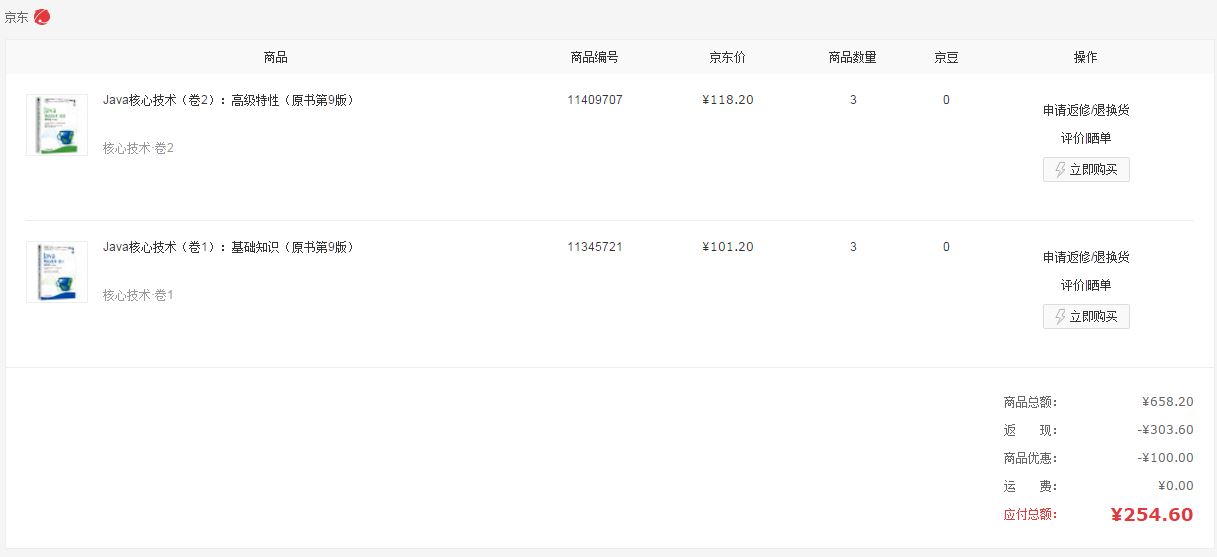 京东
商品 商品编号 京东价 商品数量 京豆 操作
Java核心技术（卷2）：高级特性（原书第9版） 11409707 ¥118.20 3 0
申请返修/退换货
评价|晒单
核心技术·卷2
立即购买
Java核心技术（卷1）：基础知识（原书第9版） 11345721 ¥101.20 3 0
申请返修/退换货
评价|晒单
核心技术·卷1
立即购买
商品总额： ¥658.20
返 现： -¥303.60
商品优惠： -¥100.00
运 费： ¥0.00
应付总额： ¥254.60